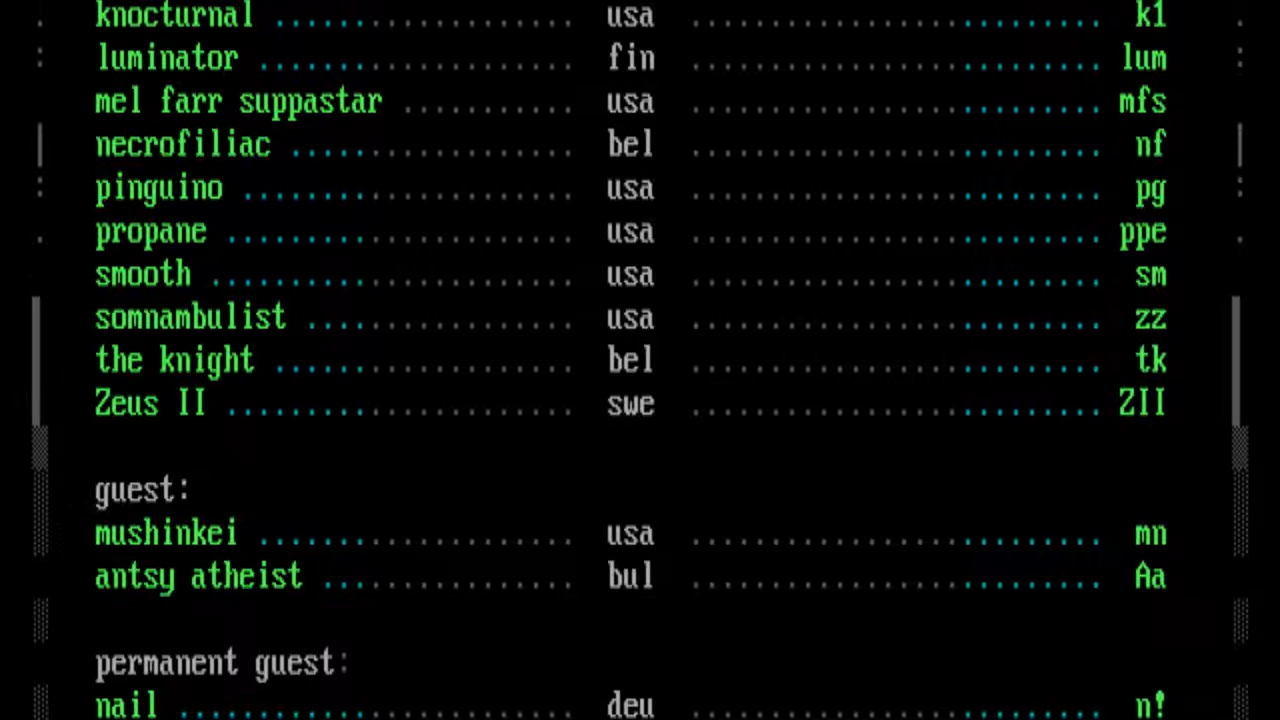 knocturnal ................... usa .......................... k1
luminator .................... fin .......................... lum
mel farr suppastar ........... usa .......................... mfs
necrofiliac .................. bel .......................... nf
pinguino ..................... usa .......................... pg
propane ...................... usa .......................... ppe
smooth ....................... usa .......................... sm
somnambulist ................. usa .......................... zz
the knight ................... bel .......................... tk
Zeus II ...................... swe .......................... ZII
guest:
mushinkei .................... usa .......................... mn
antsy atheist ................ bul .......................... Aa
permanent guest:
nail ......................... deu .......................... n!